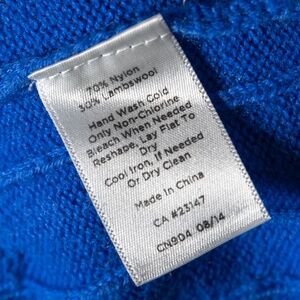 70% Nylon
30% Lambswool
Hand Wash Cold
Only Non-Chlorine
Bleach When Needed
Reshape, Lay Flat To
Dry
Cool Iron, If Needed
Or Dry Clean
Made In China
CA #23147
CN904 08/14